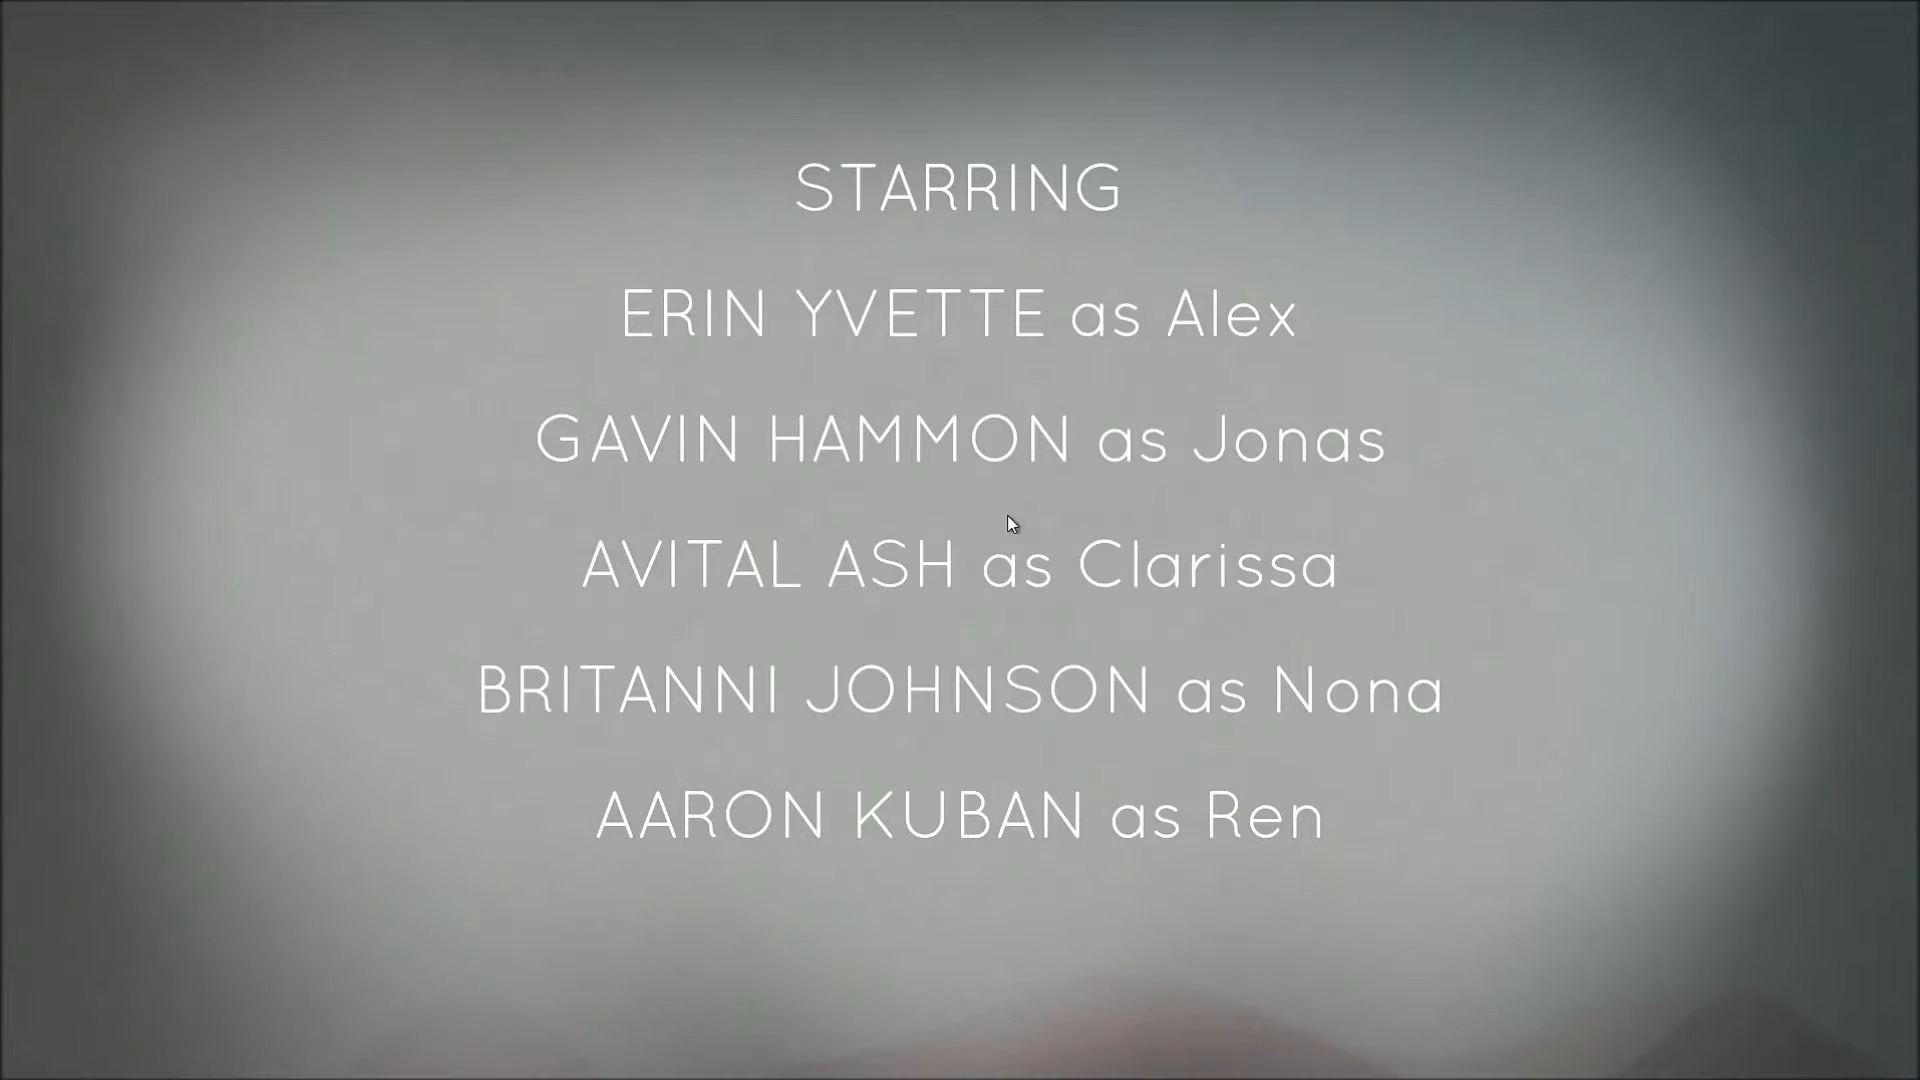 STARRING
ERIN YVETTE as Alex
GAVIN HAMMON as Jonas
AVITAL ASH as Clarissa
BRITANNI JOHNSON as Nona
AARON KUBAN as Ren